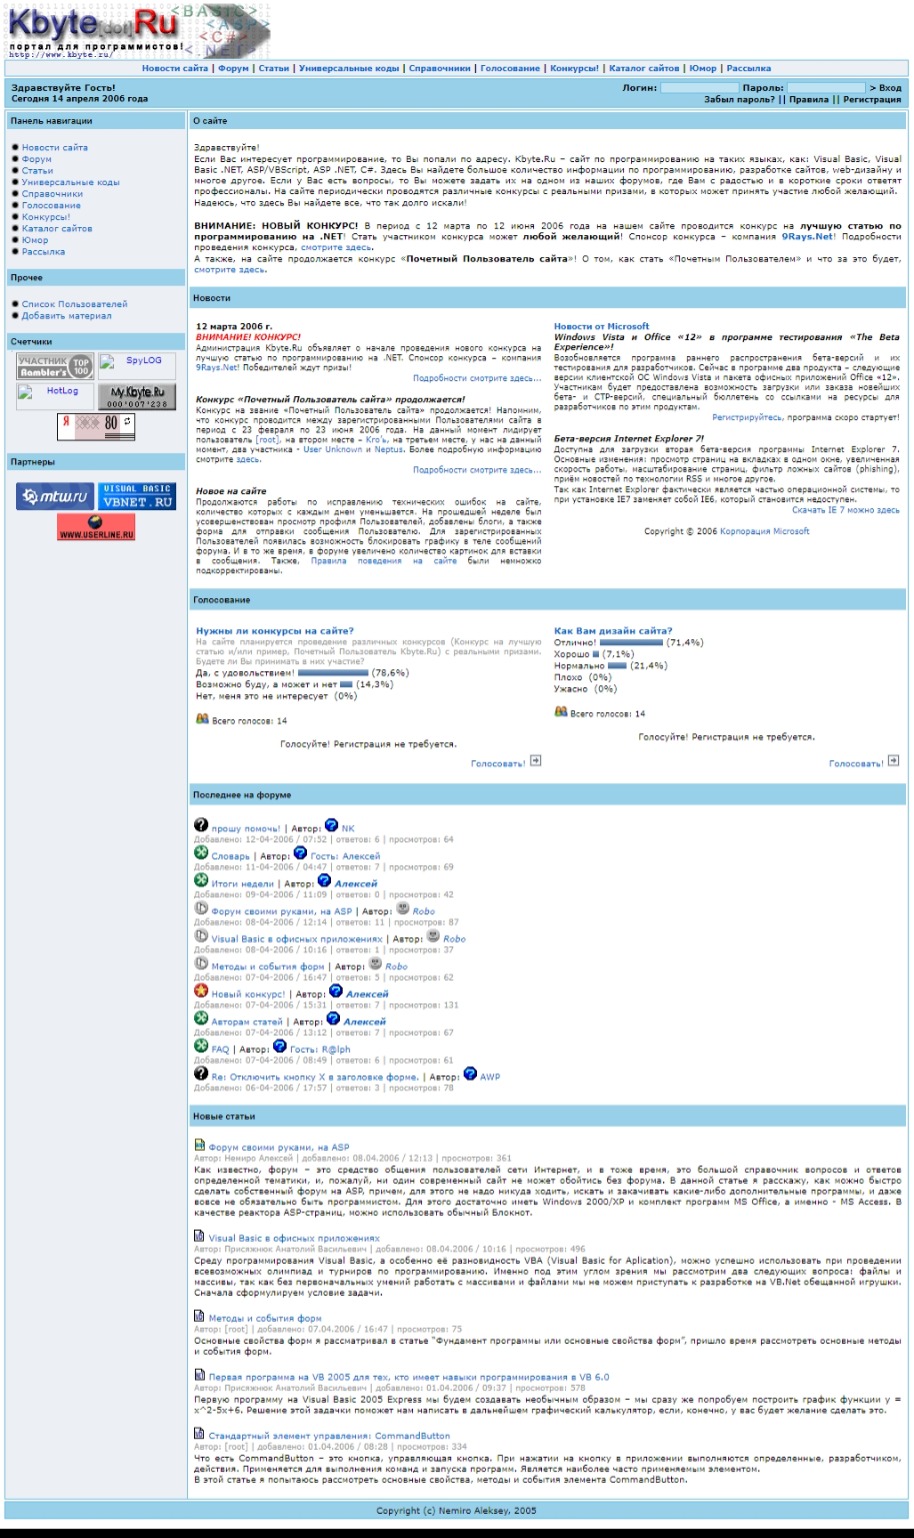 Kbyte[dot]Ru
<BASIC>
<ASP>
<C#>
<.NET>
портал для программистов!
http://www.kbyte.ru/
Новости сайта | Форум | Статьи | Универсальные коды | Справочники | Голосование | Конкурсы! | Каталог сайтов | Юмор | Рассылка
Здравствуйте Гость!
Сегодня 14 апреля 2006 года
Логин: Пароль: > Вход
Забыл пароль? || Правила || Регистрация
Панель навигации
Новости сайта
Форум
Статьи
Универсальные коды
Справочники
Голосование
Конкурсы!
Каталог сайтов
Юмор
Рассылка
Прочее
Список Пользователей
Добавить материал
Счетчики
УЧАСТНИК Rambler's TOP 100
SpyLOG
HotLog
My.Kbyte.Ru
000'007'238
Я 80
Партнеры
mtw.ru
VISUAL BASIC
VBNET.RU
WWW.USERLINE.RU
О сайте
Здравствуйте!
Если Вас интересует программирование, то Вы попали по адресу. Kbyte.Ru – сайт по программированию на таких языках, как: Visual Basic, Visual
Basic .NET, ASP/VBScript, ASP .NET, C#. Здесь Вы найдете большое количество информации по программированию, разработке сайтов, web-дизайну и
многое другое. Если у Вас есть вопросы, то Вы можете задать их на одном из наших форумов, где Вам с радостью и в короткие сроки ответят
профессионалы. На сайте периодически проводятся различные конкурсы с реальными призами, в которых может принять участие любой желающий.
Надеюсь, что здесь Вы найдете все, что так долго искали!
ВНИМАНИЕ: НОВЫЙ КОНКУРС! В период с 12 марта по 12 июня 2006 года на нашем сайте проводится конкурс на лучшую статью по
программированию на .NET! Стать участником конкурса может любой желающий! Спонсор конкурса – компания 9Rays.Net! Подробности
проведения конкурса, смотрите здесь.
А также, на сайте продолжается конкурс «Почетный Пользователь сайта»! О том, как стать «Почетным Пользователем» и что за это будет,
смотрите здесь.
Новости
12 марта 2006 г.
ВНИМАНИЕ! КОНКУРС!
Администрация Kbyte.Ru объявляет о начале проведения нового конкурса на
лучшую статью по программированию на .NET. Спонсор конкурса – компания
9Rays.Net! Победителей ждут призы!
Подробности смотрите здесь...
Конкурс «Почетный Пользователь сайта» продолжается!
Конкурс на звание «Почетный Пользователь сайта» продолжается! Напомним,
что конкурс проводится между зарегистрированными Пользователями сайта в
период с 23 февраля по 23 июня 2006 года. На данный момент лидирует
пользователь [root], на втором месте – Kro's, на третьем месте, у нас на данный
момент, два участника - User Unknown и Neptus. Более подробную информацию
смотрите здесь.
Подробности смотрите здесь...
Новое на сайте
Продолжаются работы по исправлению технических ошибок на сайте,
количество которых с каждым днем уменьшается. На прошедшей неделе был
усовершенствован просмотр профиля Пользователей, добавлены блоги, а также
форма для отправки сообщения Пользователю. Для зарегистрированных
Пользователей появилась возможность блокировать графику в теле сообщений
форума. И в то же время, в форуме увеличено количество картинок для вставки
в сообщения. Также, Правила поведения на сайте были немножко
подкорректированы.
Новости от Microsoft
Windows Vista и Office «12» в программе тестирования «The Beta
Experience»!
Возобновляется программа раннего распространения бета-версий и их
тестирования для разработчиков. Сейчас в программе два продукта – следующие
версии клиентской ОС Windows Vista и пакета офисных приложений Office «12».
Участникам будет предоставлена возможность загрузки или заказа новейших
бета- и CTP-версий, специальный бюллетень со ссылками на ресурсы для
разработчиков по этим продуктам.
Регистрируйтесь, программа скоро стартует!
Бета-версия Internet Explorer 7!
Доступна для загрузки вторая бета-версия программы Internet Explorer 7.
Основные изменения: просмотр страниц на вкладках в одном окне, увеличенная
скорость работы, масштабирование страниц, фильтр ложных сайтов (phishing),
приём новостей по технологии RSS и многое другое.
Так как Internet Explorer фактически является частью операционной системы, то
при установке IE7 заменяет собой IE6, который становится недоступен.
Скачать IE 7 можно здесь
Copyright © 2006 Корпорация Microsoft
Голосование
Нужны ли конкурсы на сайте?
На сайте планируется проведение различных конкурсов (Конкурс на лучшую
статью и/или пример, Почетный Пользователь Kbyte.Ru) с реальными призами.
Будете ли Вы принимать в них участие?
Да, с удовольствием! (78,6%)
Возможно буду, а может и нет (14,3%)
Нет, меня это не интересует (0%)
Всего голосов: 14
Голосуйте! Регистрация не требуется.
Голосовать!
Как Вам дизайн сайта?
Отлично! (71,4%)
Хорошо (7,1%)
Нормально (21,4%)
Плохо (0%)
Ужасно (0%)
Всего голосов: 14
Голосуйте! Регистрация не требуется.
Голосовать!
Последнее на форуме
прошу помочь! | Автор: NK
Добавлено: 12-04-2006 / 07:52 | ответов: 6 | просмотров: 64
Словарь | Автор: Гость: Алексей
Добавлено: 11-04-2006 / 04:47 | ответов: 7 | просмотров: 69
Итоги недели | Автор: Алексей
Добавлено: 09-04-2006 / 11:09 | ответов: 0 | просмотров: 42
Форум своими руками, на ASP | Автор: Robo
Добавлено: 08-04-2006 / 12:14 | ответов: 11 | просмотров: 87
Visual Basic в офисных приложениях | Автор: Robo
Добавлено: 08-04-2006 / 10:16 | ответов: 1 | просмотров: 37
Методы и события форм | Автор: Robo
Добавлено: 07-04-2006 / 16:47 | ответов: 5 | просмотров: 62
Новый конкурс! | Автор: Алексей
Добавлено: 07-04-2006 / 15:31 | ответов: 7 | просмотров: 131
Авторам статей | Автор: Алексей
Добавлено: 07-04-2006 / 13:12 | ответов: 7 | просмотров: 67
FAQ | Автор: Гость: R@lph
Добавлено: 07-04-2006 / 08:49 | ответов: 6 | просмотров: 61
Re: Отключить кнопку X в заголовке форме. | Автор: AWP
Добавлено: 06-04-2006 / 17:57 | ответов: 3 | просмотров: 78
Новые статьи
Форум своими руками, на ASP
Автор: Немиро Алексей | добавлено: 08.04.2006 / 12:13 | просмотров: 361
Как известно, форум – это средство общения пользователей сети Интернет, и в тоже время, это большой справочник вопросов и ответов
определенной тематики, и, пожалуй, ни один современный сайт не может обойтись без форума. В данной статье я расскажу, как можно быстро
сделать собственный форум на ASP, причем, для этого не надо никуда ходить, искать и закачивать какие-либо дополнительные программы, и даже
вовсе не обязательно быть программистом. Для этого достаточно иметь Windows 2000/XP и комплект программ MS Office, а именно - MS Access. В
качестве реактора ASP-страниц, можно использовать обычный Блокнот.
Visual Basic в офисных приложениях
Автор: Присяжнюк Анатолий Васильевич | добавлено: 08.04.2006 / 10:16 | просмотров: 496
Среду программирования Visual Basic, а особенно её разновидность VBA (Visual Basic for Aplication), можно успешно использовать при проведении
всевозможных олимпиад и турниров по программированию. Именно под этим углом зрения мы рассмотрим два следующих вопроса: файлы и
массивы, так как без первоначальных умений работать с массивами и файлами мы не можем приступать к разработке на VB.Net обещанной игрушки.
Сначала сформулируем условие задачи.
Методы и события форм
Автор: [root] | добавлено: 07.04.2006 / 16:47 | просмотров: 75
Основные свойства форм я рассматривал в статье "Фундамент программы или основные свойства форм", пришло время рассмотреть основные методы
и события форм.
Первая программа на VB 2005 для тех, кто имеет навыки программирования в VB 6.0
Автор: Присяжнюк Анатолий Васильевич | добавлено: 01.04.2006 / 09:37 | просмотров: 578
Первую программу на Visual Basic 2005 Express мы будем создавать необычным образом – мы сразу же попробуем построить график функции y =
x^2-5x+6. Решение этой задачки поможет нам написать в дальнейшем графический калькулятор, если, конечно, у вас будет желание сделать это.
Стандартный элемент управления: CommandButton
Автор: [root] | добавлено: 01.04.2006 / 08:28 | просмотров: 334
Что есть CommandButton – это кнопка, управляющая кнопка. При нажатии на кнопку в приложении выполняются определенные, разработчиком,
действия. Применяется для выполнения команд и запуска программ. Является наиболее часто применяемым элементом.
В этой статье я попытаюсь рассмотреть основные свойства, методы и события элемента CommandButton.
Copyright (c) Nemiro Aleksey, 2005